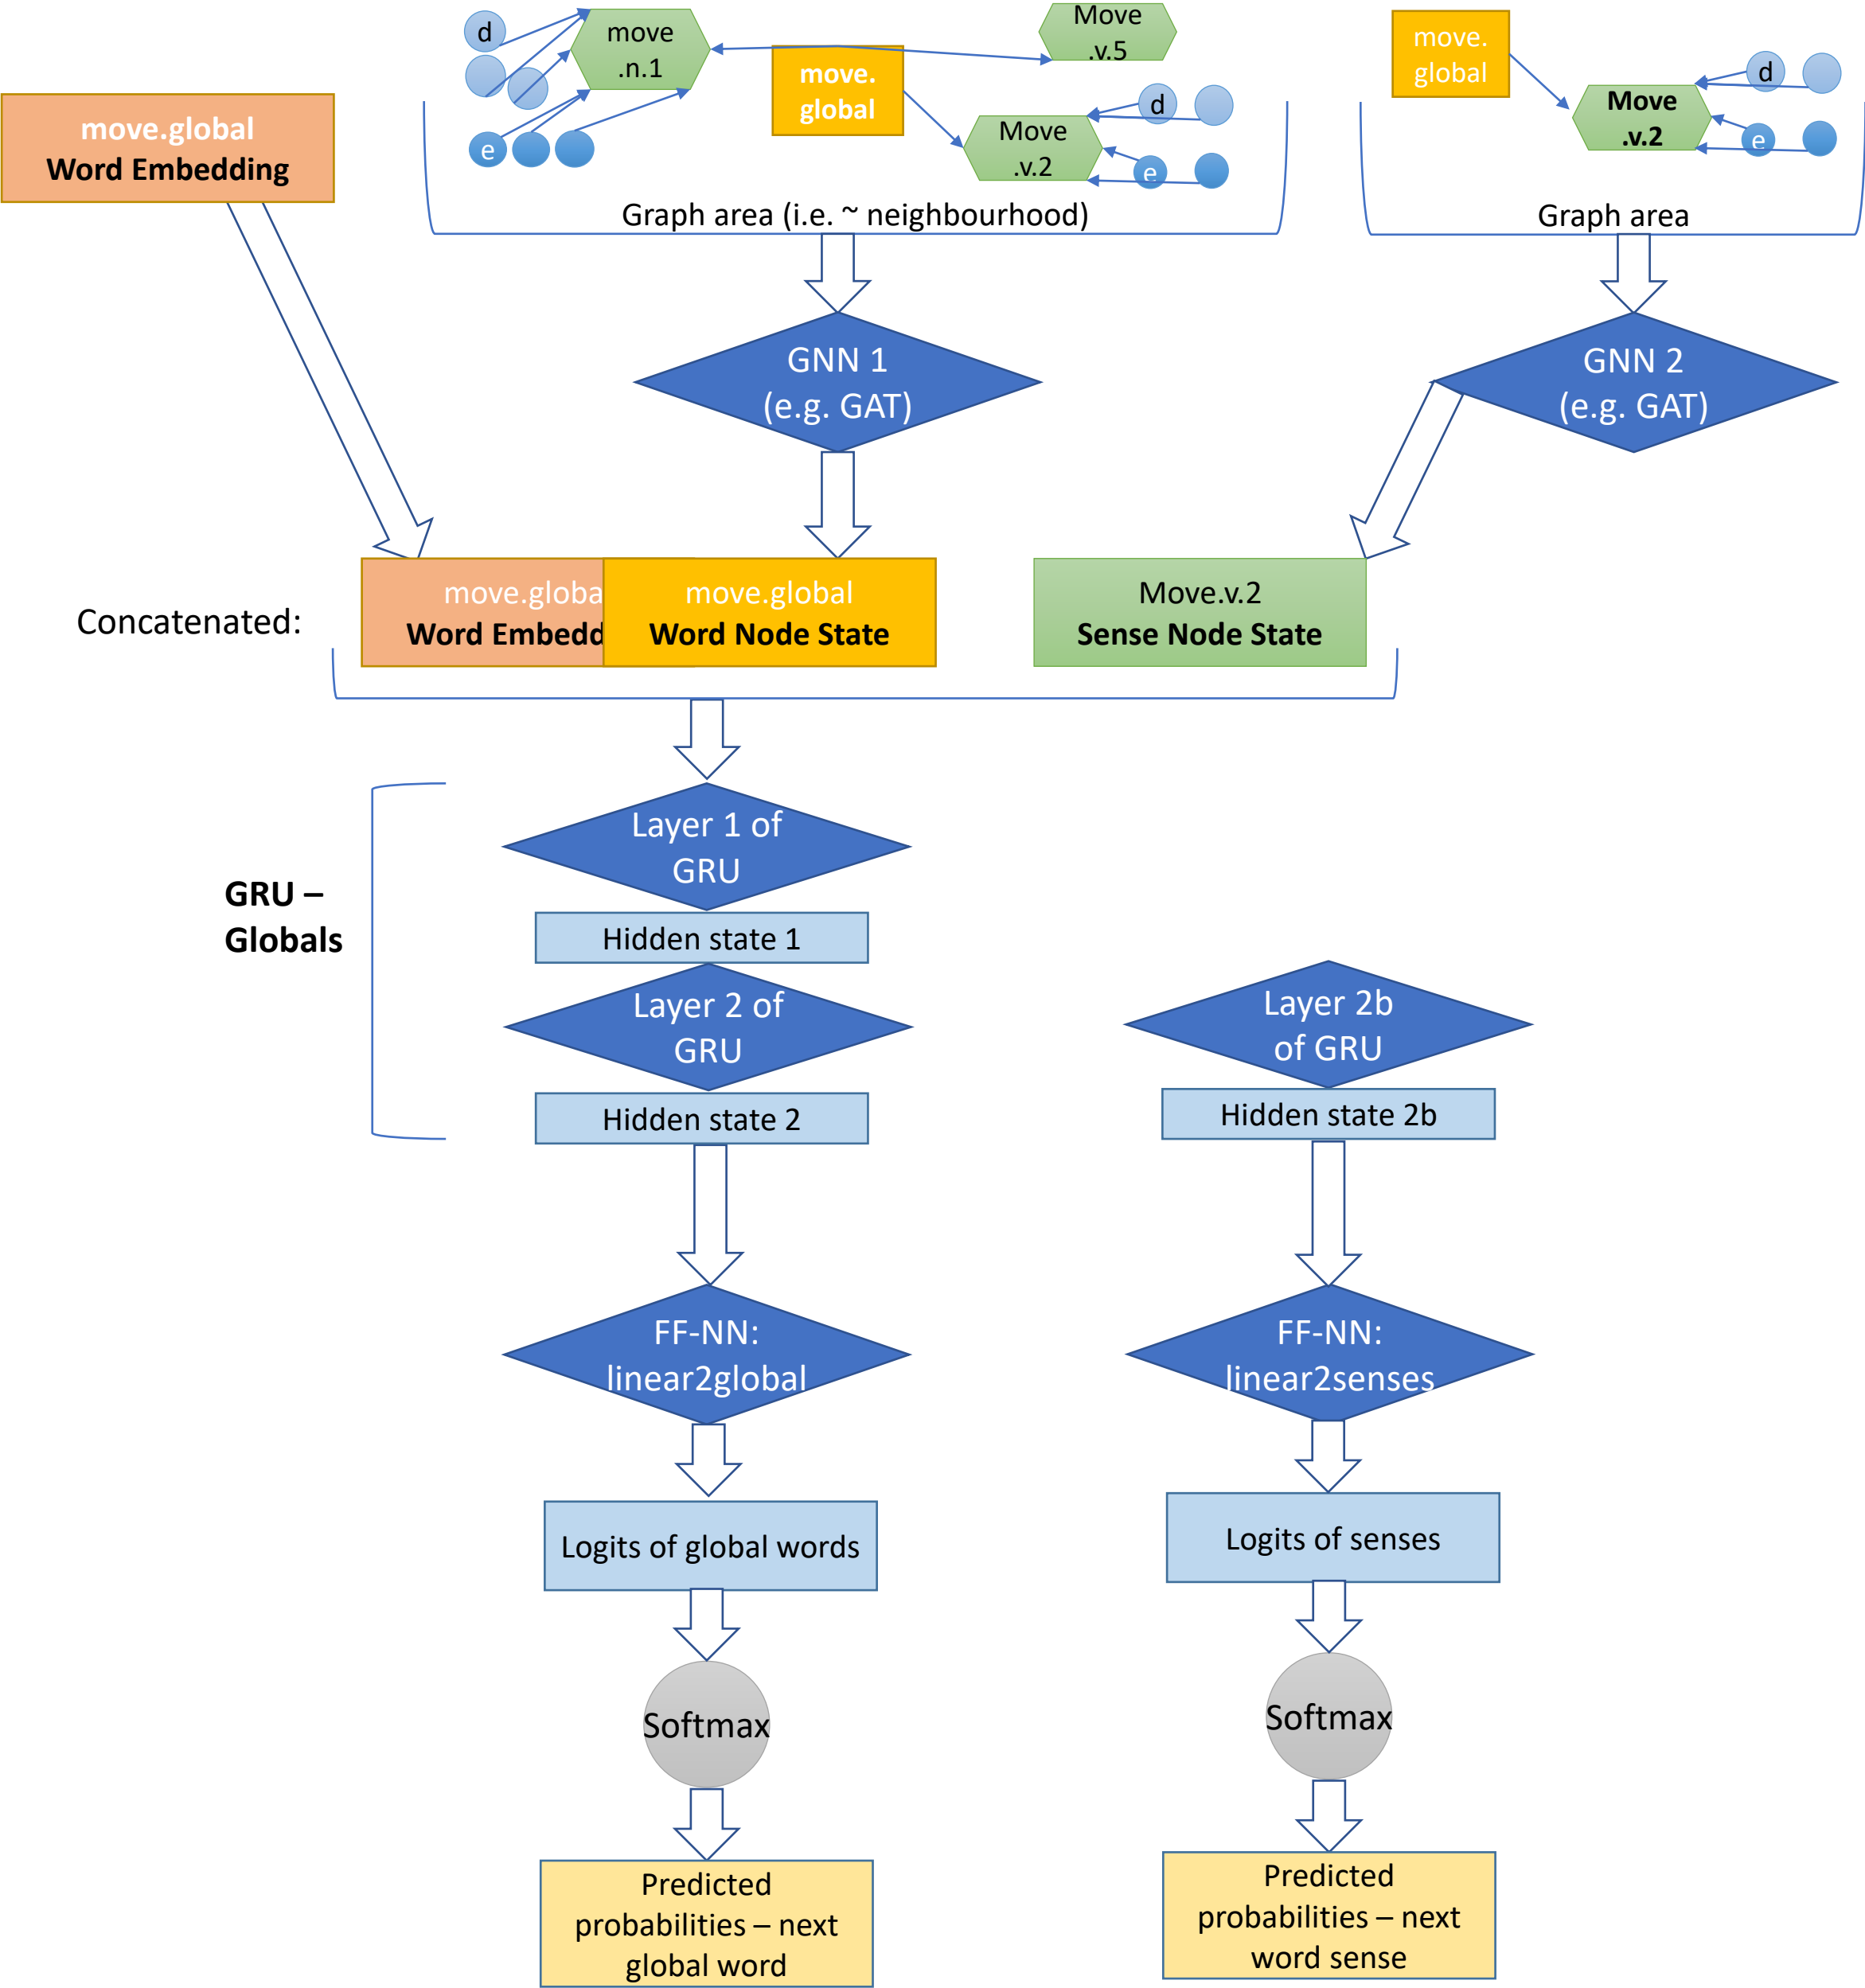 d
move
.n.1
e
move.
global
Move
.v.5
Move
.v.2
d
e
Graph area (i.e. ~ neighbourhood)
move.
global
Move
.v.2
d
e
Graph area
move.global
Word Embedding
GNN 1
(e.g. GAT)
GNN 2
(e.g. GAT)
Concatenated:
move.globa
Word Embedd
move.global
Word Node State
Move.v.2
Sense Node State
GRU –
Globals
Layer 1 of
GRU
Hidden state 1
Layer 2 of
GRU
Hidden state 2
Layer 2b
of GRU
Hidden state 2b
FF-NN:
linear2global
FF-NN:
linear2senses
Logits of global words
Logits of senses
Softmax
Softmax
Predicted
probabilities – next
global word
Predicted
probabilities – next
word sense